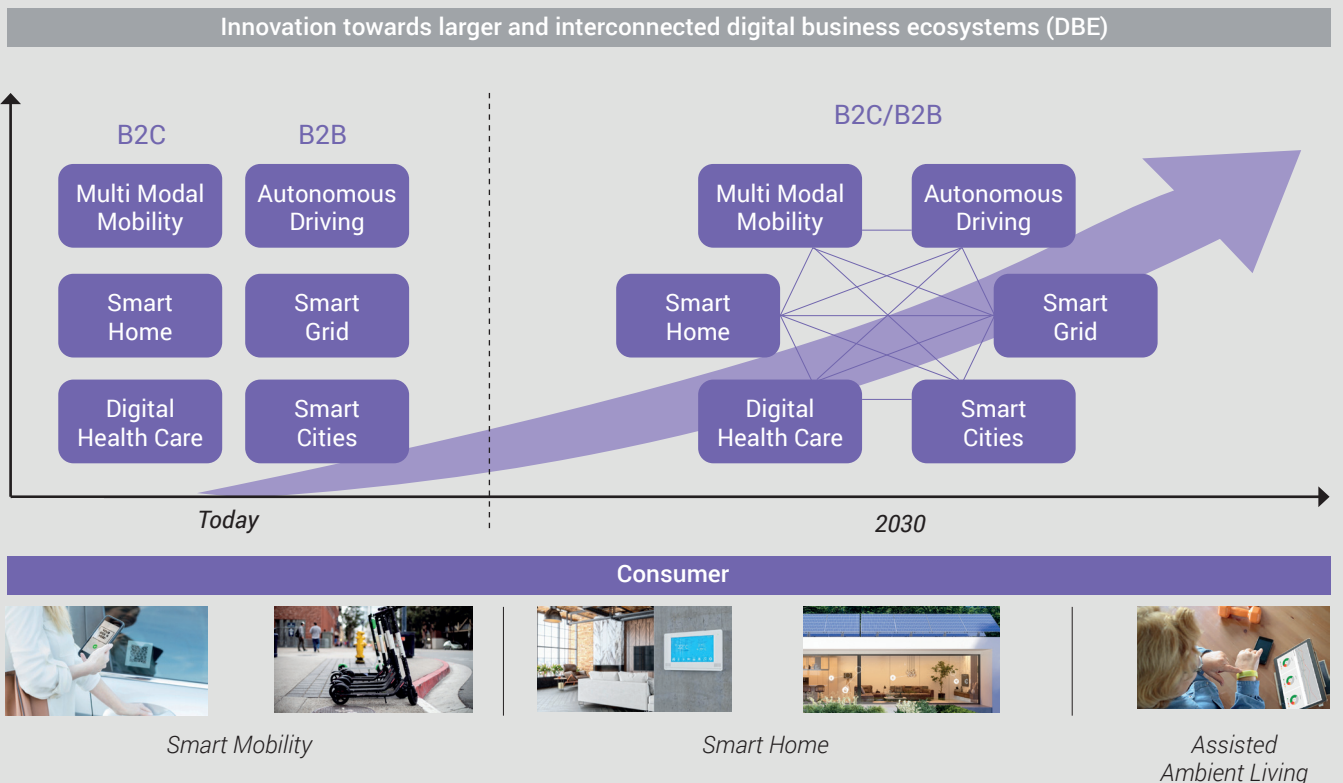 Innovation towards larger and interconnected digital business ecosystems (DBE)
B2C
B2B
B2C/B2B
Multi Modal
Mobility
Autonomous
Driving
Multi Modal
Mobility
Autonomous
Driving
Smart
Home
Smart
Grid
Smart
Home
Smart
Grid
Digital
Health Care
Smart
Cities
Digital
Health Care
Smart
Cities
Today
2030
Consumer
Smart Mobility
Smart Home
Assisted
Ambient Living